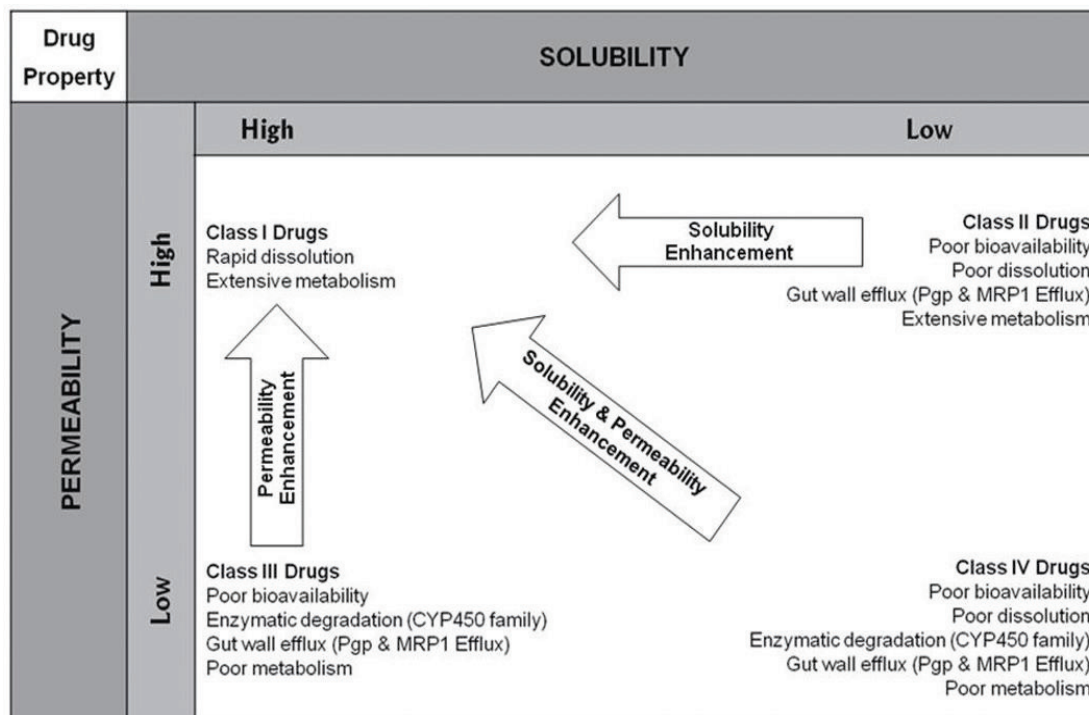 Drug
Property
SOLUBILITY
High
Low
PERMEABILITY
High
Class I Drugs
Rapid dissolution
Extensive metabolism
Solubility
Enhancement
Class II Drugs
Poor bioavailability
Poor dissolution
Gut wall efflux (Pgp & MRP1 Efflux)
Extensive metabolism
Permeability
Enhancement
Solubility & Permeability
Enhancement
Low
Class III Drugs
Poor bioavailability
Enzymatic degradation (CYP450 family)
Gut wall efflux (Pgp & MRP1 Efflux)
Poor metabolism
Class IV Drugs
Poor bioavailability
Poor dissolution
Enzymatic degradation (CYP450 family)
Gut wall efflux (Pgp & MRP1 Efflux)
Poor metabolism